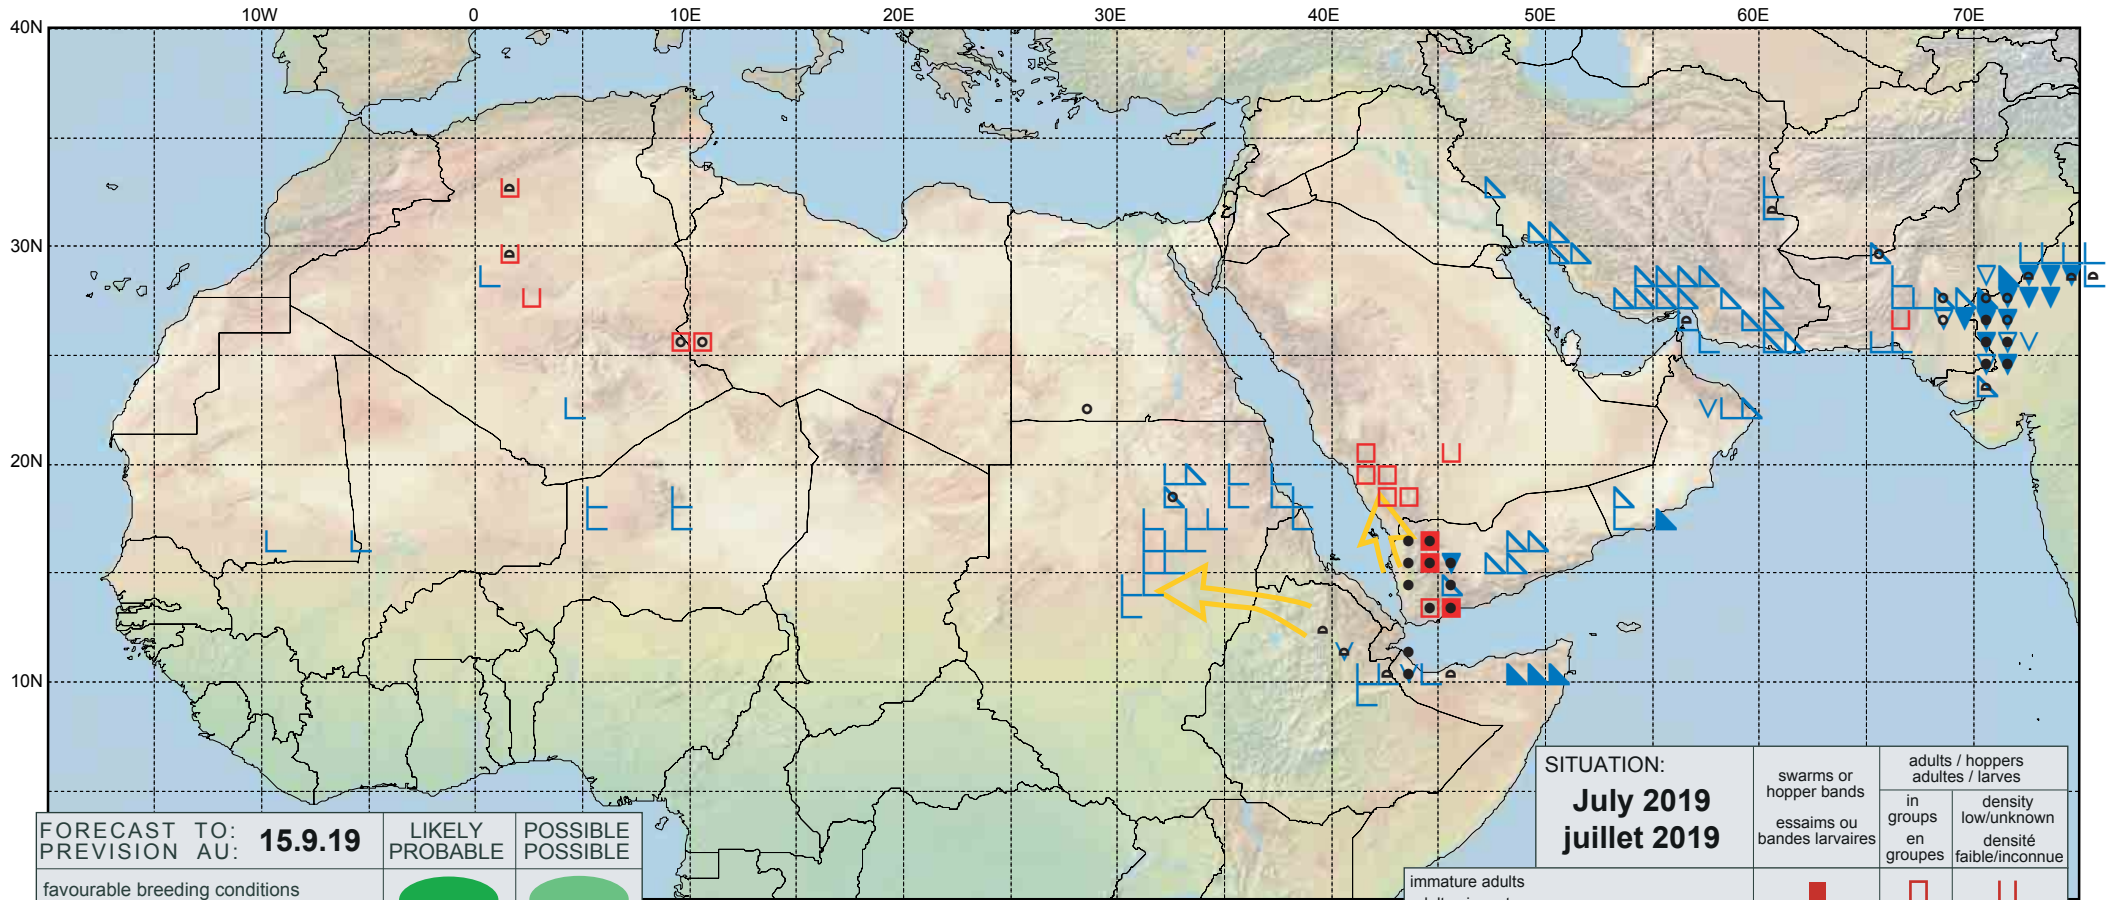 10W 0 10E 20E 30E 40E 50E 60E 70E
40N
30N
20N
10N
FORECAST TO: 15.9.19
PREVISION AU:
LIKELY
PROBABLE
POSSIBLE
POSSIBLE
favourable breeding conditions
SITUATION:
July 2019
juillet 2019
swarms or
hopper bands
essaims ou
bandes larvaires
adults / hoppers
adultes / larves
in
groups
en
groupes
density
low/unknown
densité
faible/inconnue
immature adults